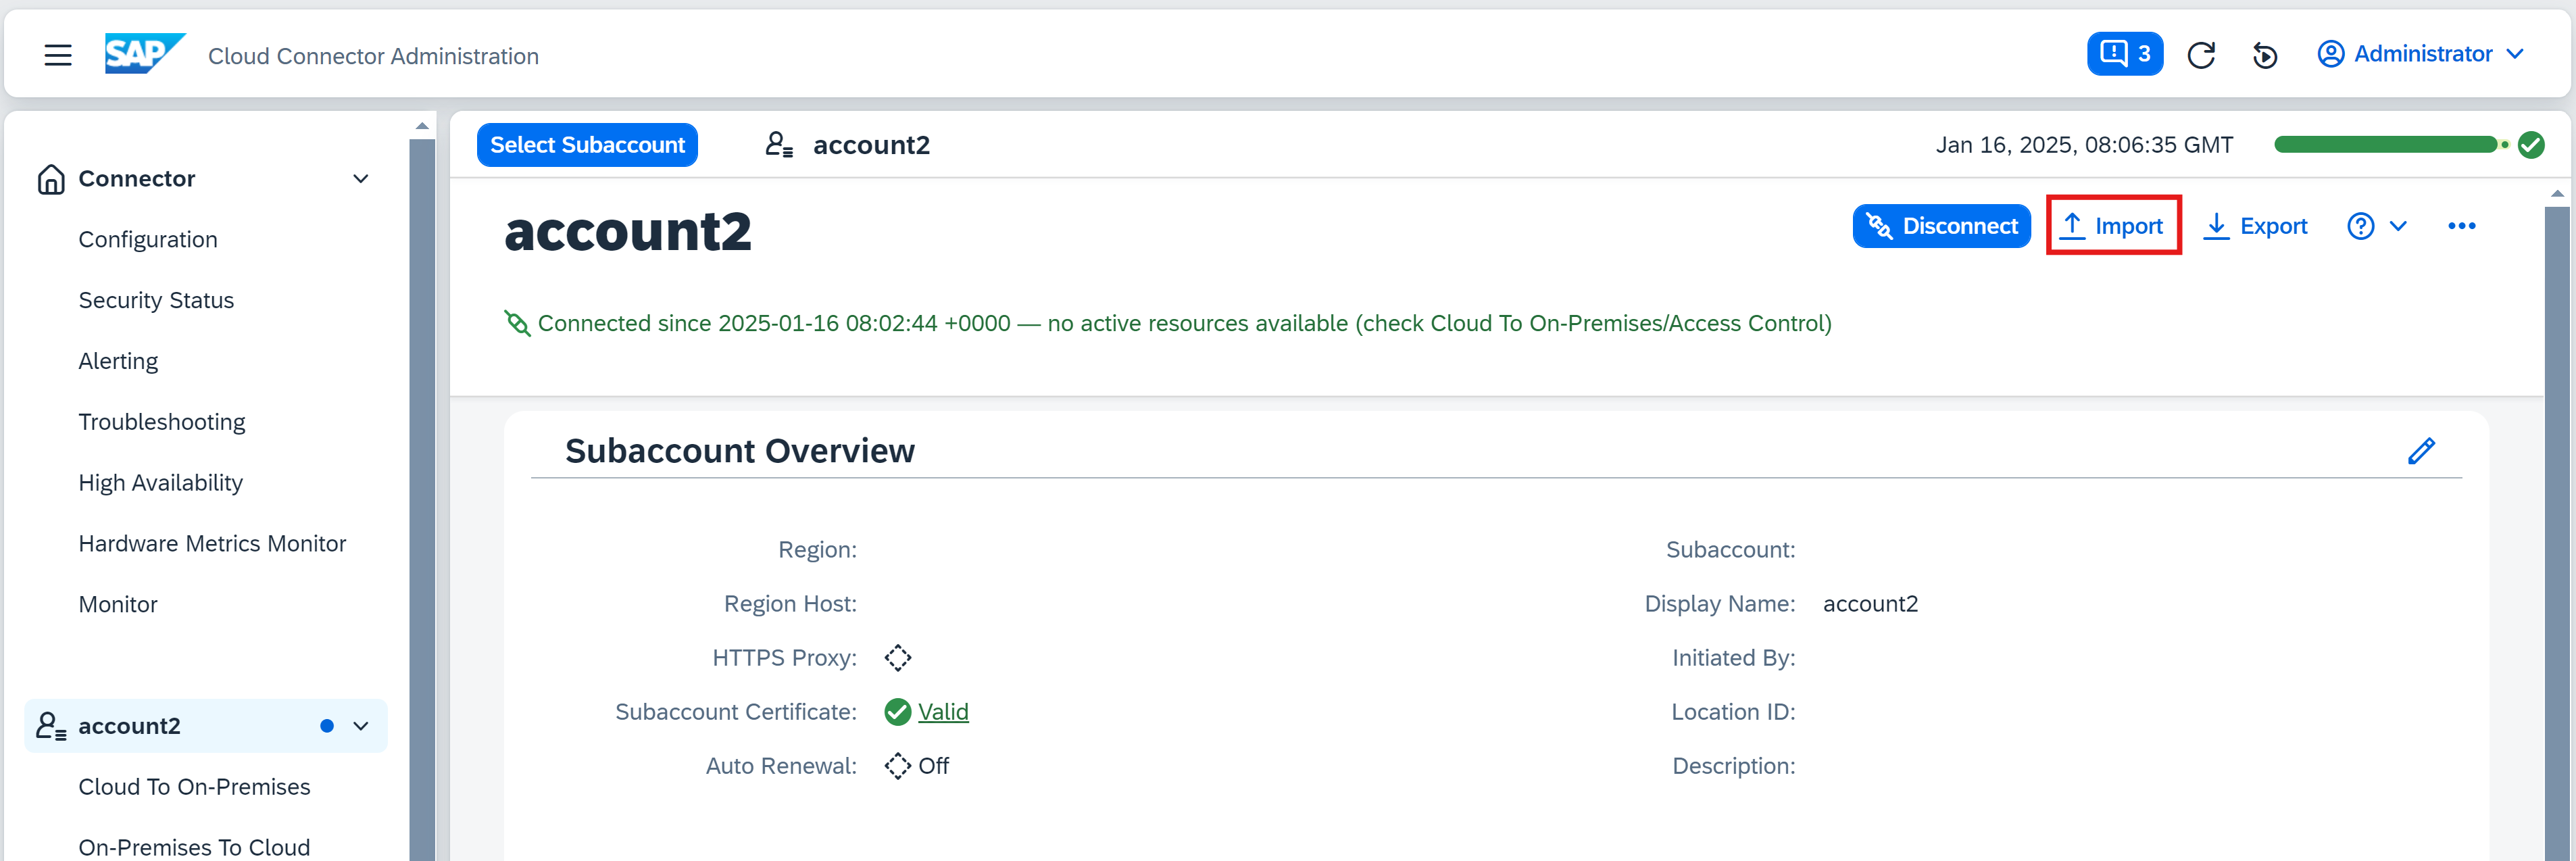 SAP Cloud Connector Administration 3 Administrator
Select Subaccount account2 Jan 16, 2025, 08:06:35 GMT
Connector
Configuration
Security Status
Alerting
Troubleshooting
High Availability
Hardware Metrics Monitor
Monitor
account2
Cloud To On-Premises
On-Premises To Cloud
account2 Disconnect Import Export
Connected since 2025-01-16 08:02:44 +0000 — no active resources available (check Cloud To On-Premises/Access Control)
Subaccount Overview
Region:
Region Host:
HTTPS Proxy:
Subaccount Certificate: Valid
Auto Renewal: Off
Subaccount:
Display Name: account2
Initiated By:
Location ID:
Description: